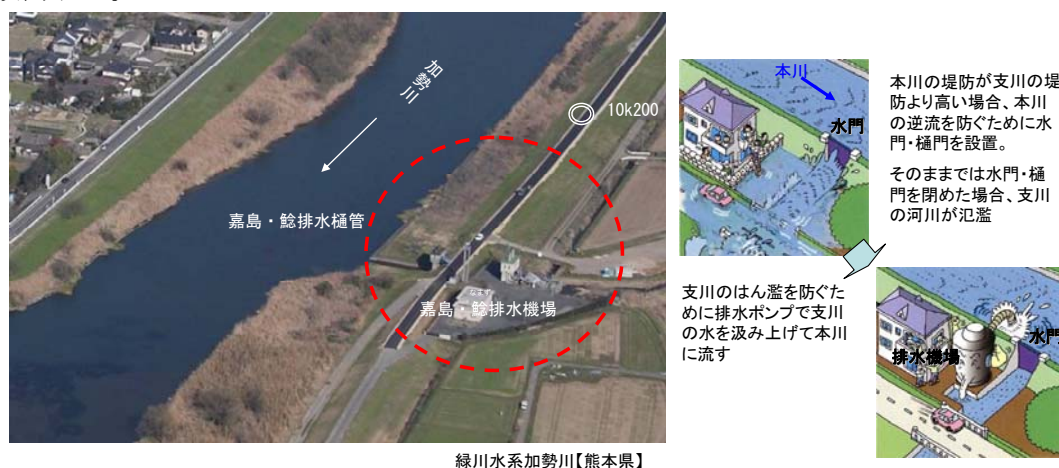 加勢川
10k200
嘉島・鯰排水樋管
なまず
嘉島・鯰排水機場
緑川水系加勢川【熊本県】
本川
水門
本川の堤防が支川の堤
防より高い場合、本川
の逆流を防ぐために水
門・樋門を設置。
そのままでは水門・樋
門を閉めた場合、支川
の河川が氾濫
支川のはん濫を防ぐた
めに排水ポンプで支川
の水を汲み上げて本川
に流す
排水機場
水門